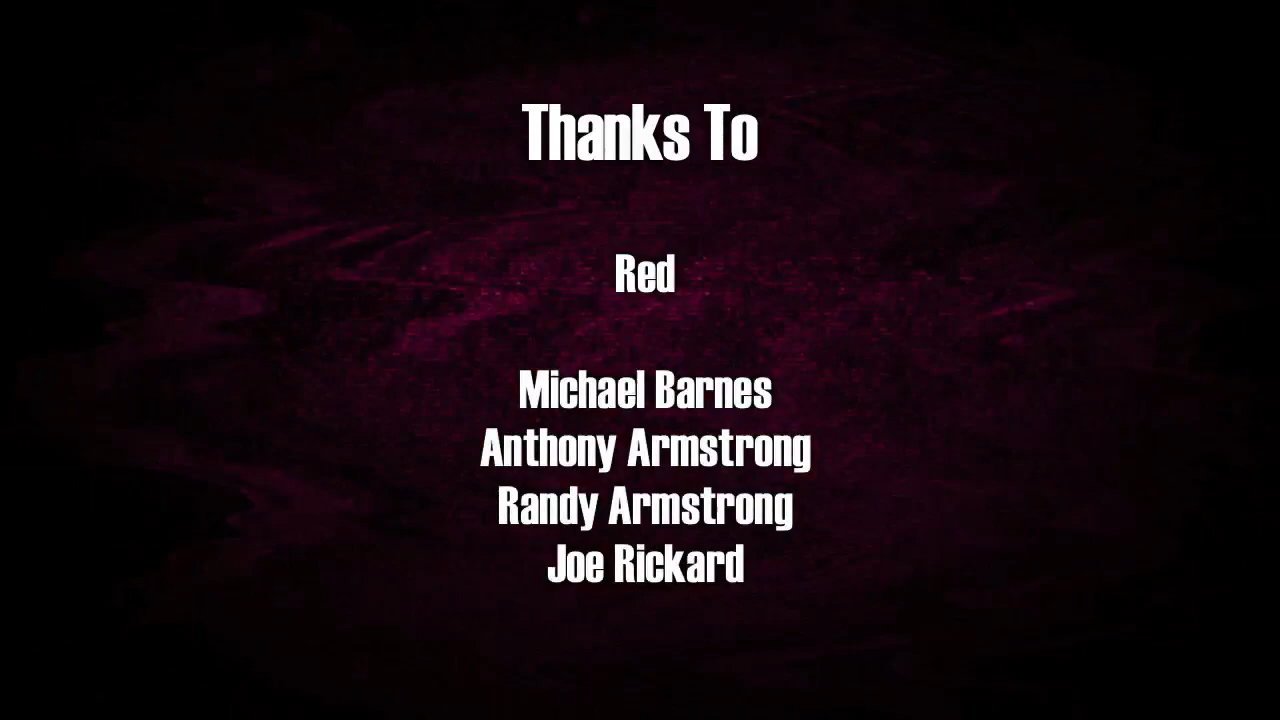 Thanks To
Red
Michael Barnes
Anthony Armstrong
Randy Armstrong
Joe Rickard